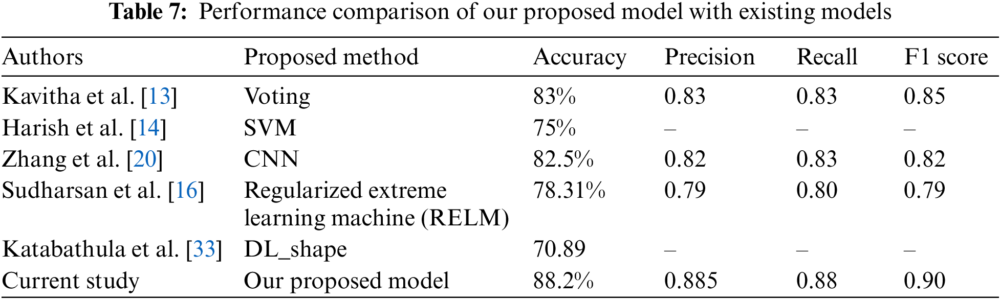 Table 7: Performance comparison of our proposed model with existing models
Authors Proposed method Accuracy Precision Recall F1 score
Kavitha et al. [13] Voting 83% 0.83 0.83 0.85
Harish et al. [14] SVM 75% – – –
Zhang et al. [20] CNN 82.5% 0.82 0.83 0.82
Sudharsan et al. [16] Regularized extreme 78.31% 0.79 0.80 0.79
learning machine (RELM)
Katabathula et al. [33] DL_shape 70.89 – – –
Current study Our proposed model 88.2% 0.885 0.88 0.90